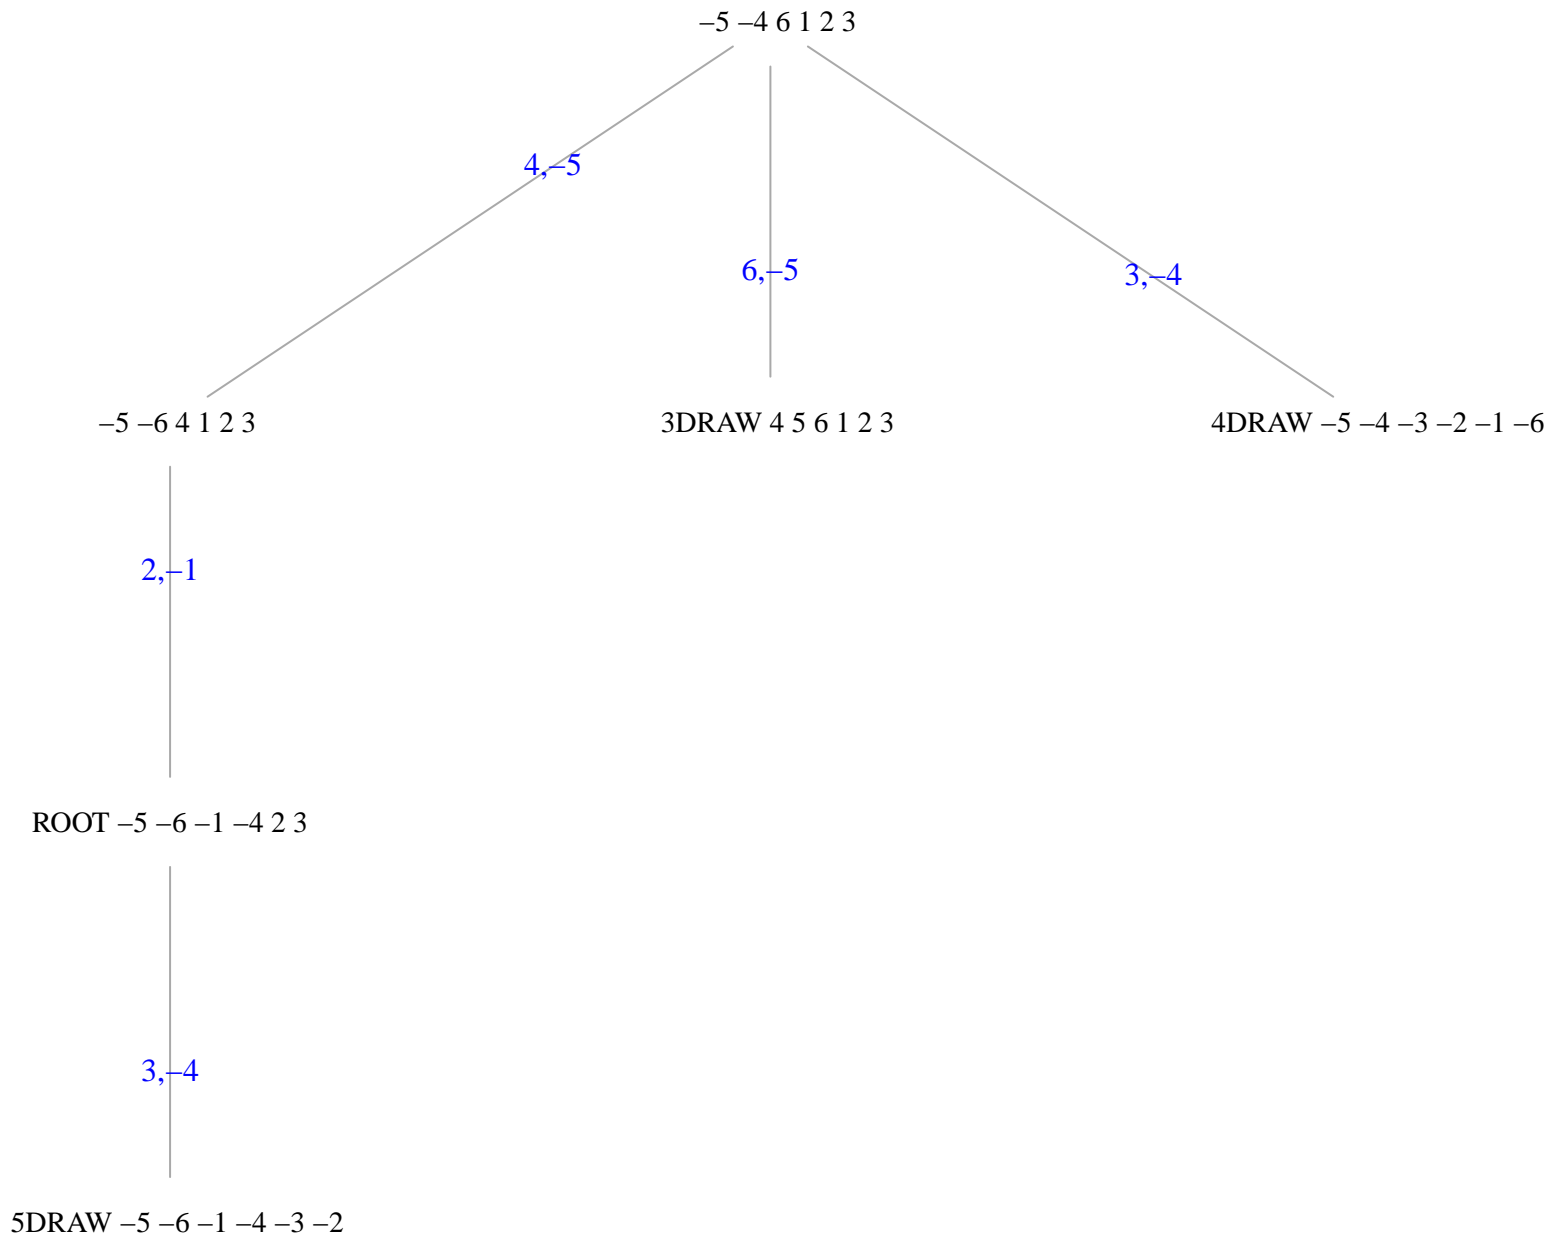 –5 –4 6 1 2 3
4,–5
6,–5
3,–4
–5 –6 4 1 2 3
3DRAW 4 5 6 1 2 3
4DRAW –5 –4 –3 –2 –1 –6
2,–1
ROOT –5 –6 –1 –4 2 3
3,–4
5DRAW –5 –6 –1 –4 –3 –2